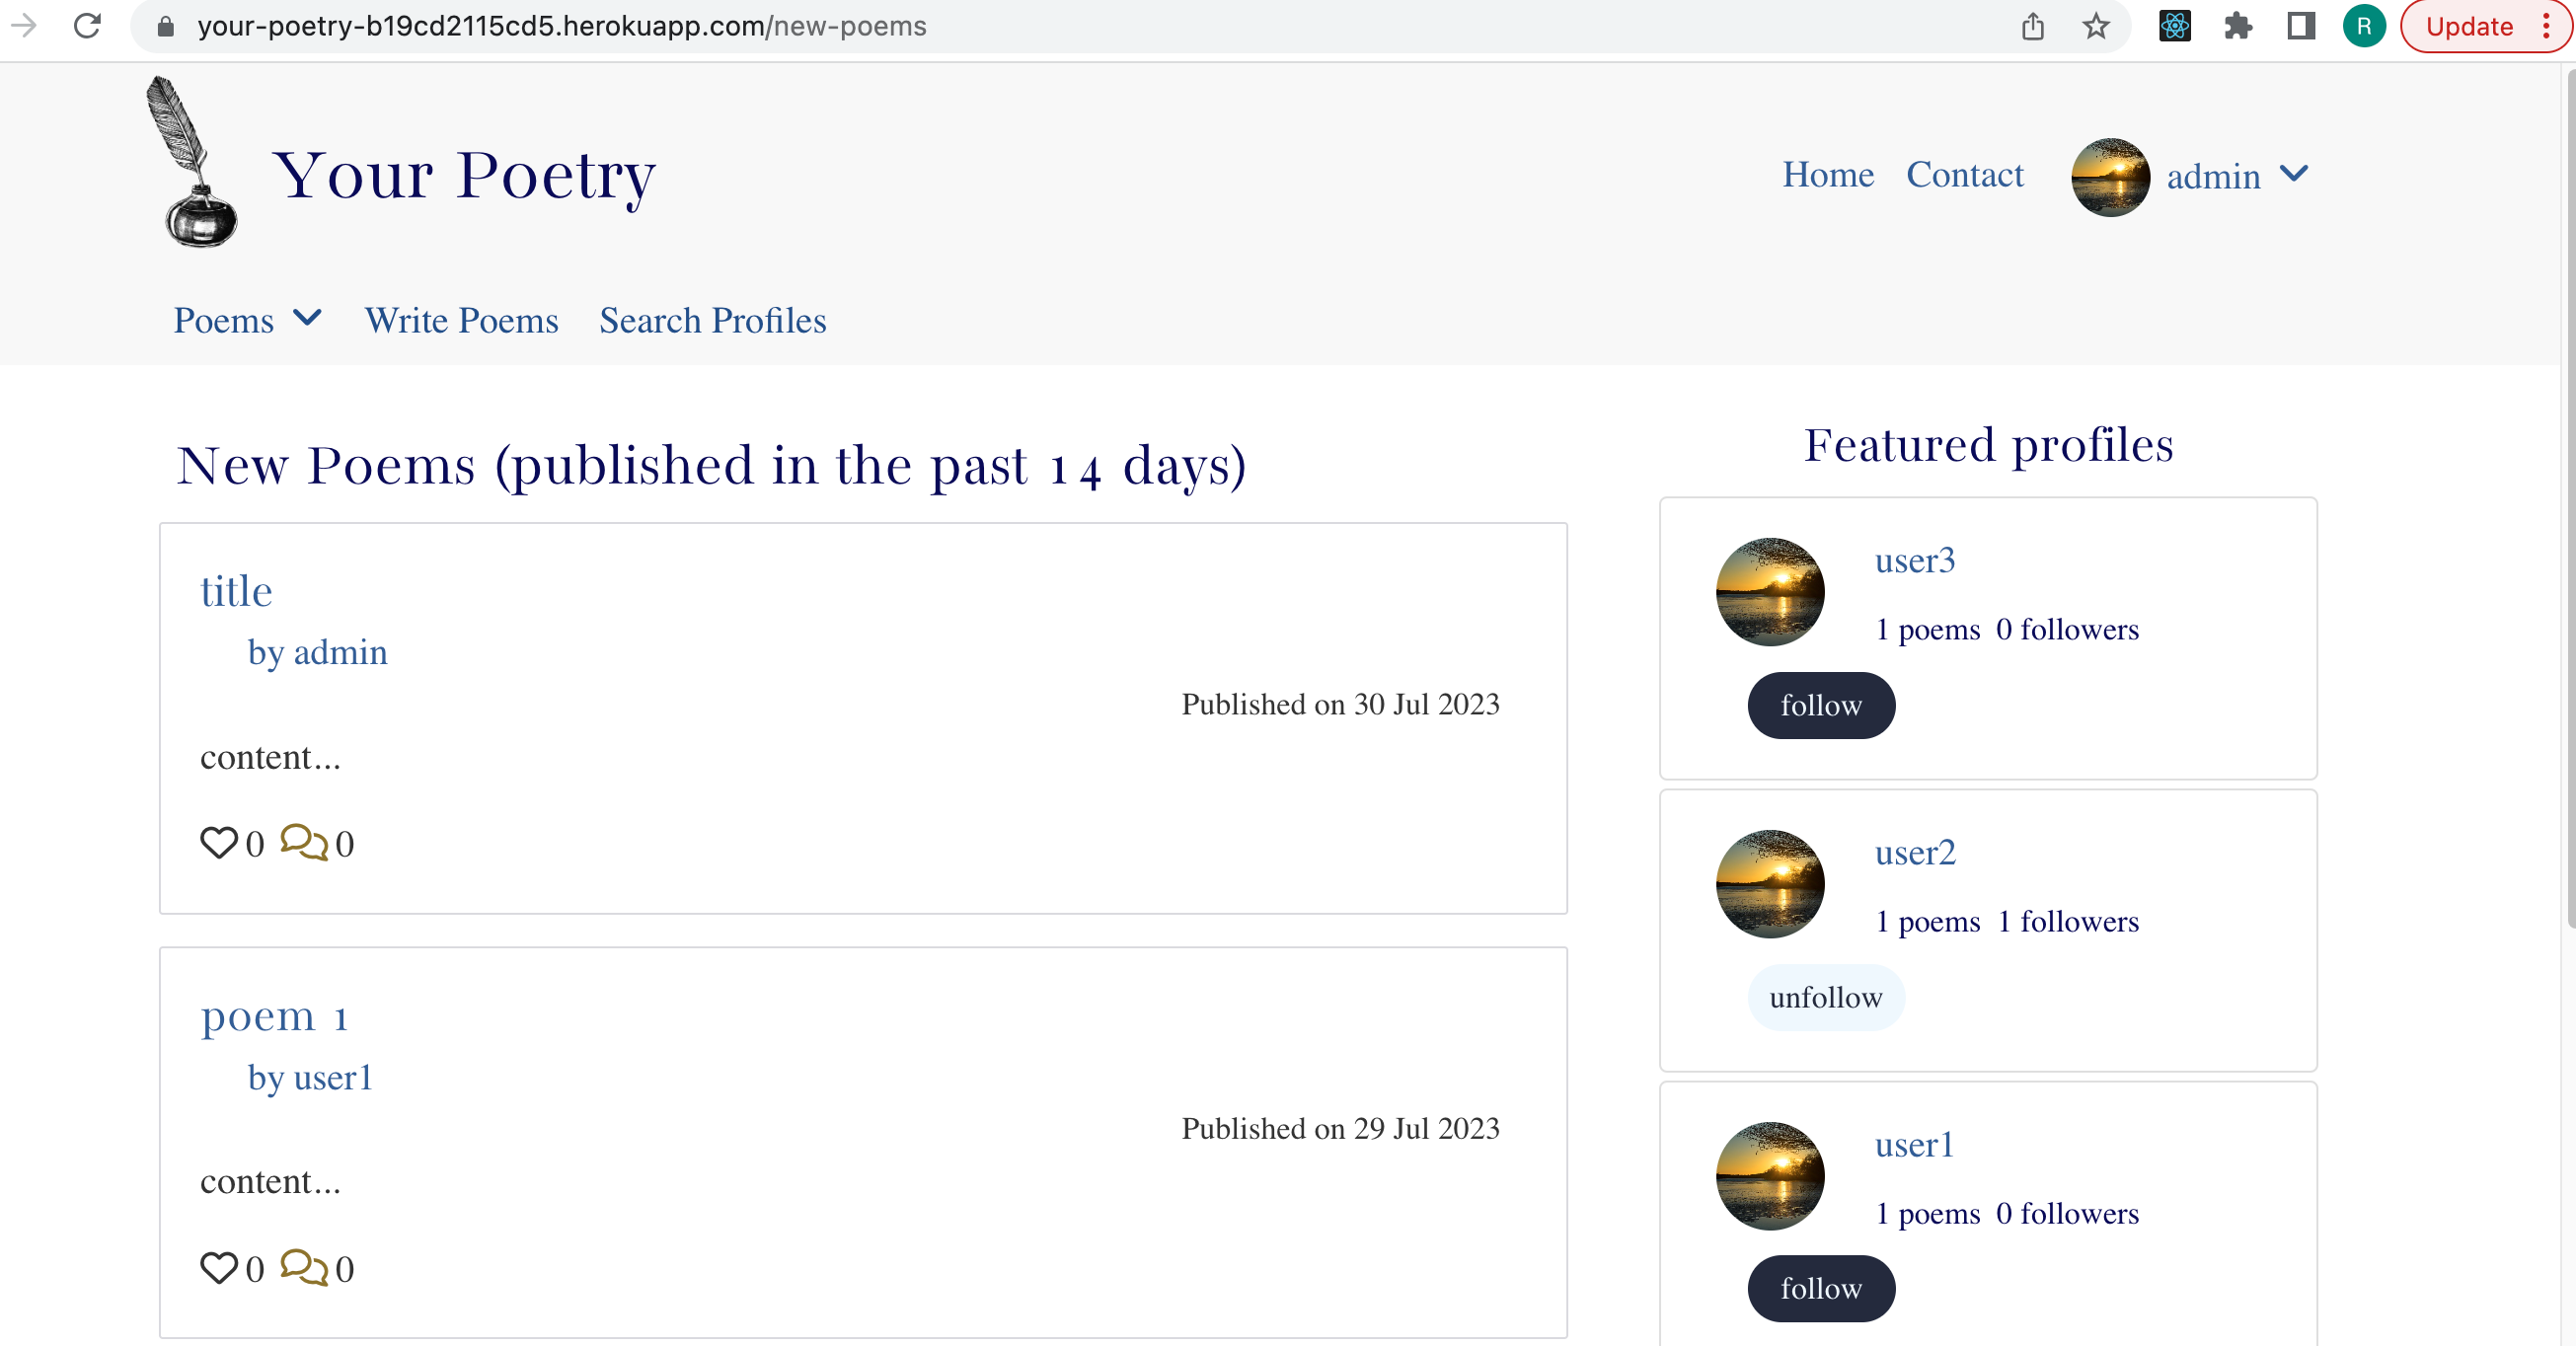 your-poetry-b19cd2115cd5.herokuapp.com/new-poems
R
Update
Your Poetry
Home Contact admin
Poems Write Poems Search Profiles
New Poems (published in the past 14 days)
title
by admin
Published on 30 Jul 2023
content...
0 0
poem 1
by user1
Published on 29 Jul 2023
content...
0 0
Featured profiles
user3
1 poems 0 followers
follow
user2
1 poems 1 followers
unfollow
user1
1 poems 0 followers
follow